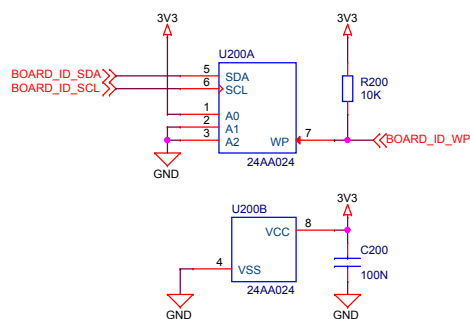 3V3 3V3
U200A
BOARD_ID_SDA 5 SDA R200
BOARD_ID_SCL 6 SCL 10K
1 A0
2 A1
3 A2 WP 7 BOARD_ID_WP
GND 24AA024
3V3
U200B
VCC 8
C200
4 VSS 100N
24AA024
GND GND